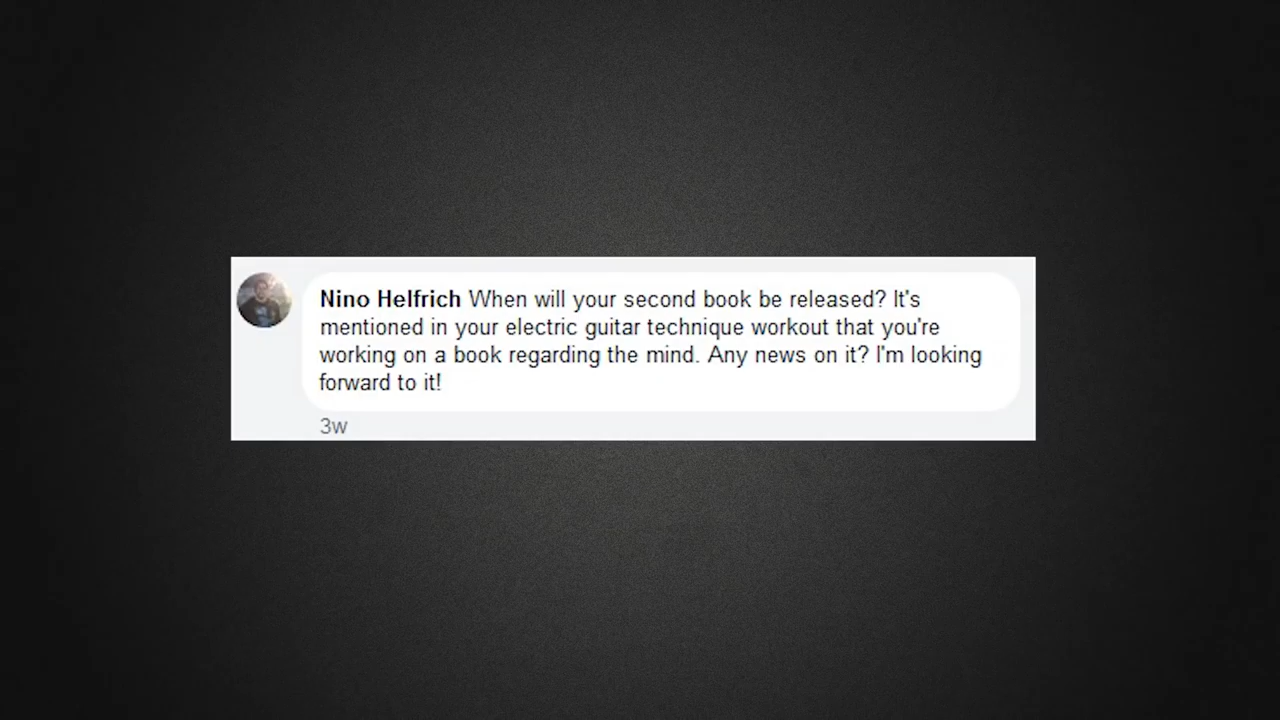 Nino Helfrich When will your second book be released? It's
mentioned in your electric guitar technique workout that you're
working on a book regarding the mind. Any news on it? I'm looking
forward to it!
3w